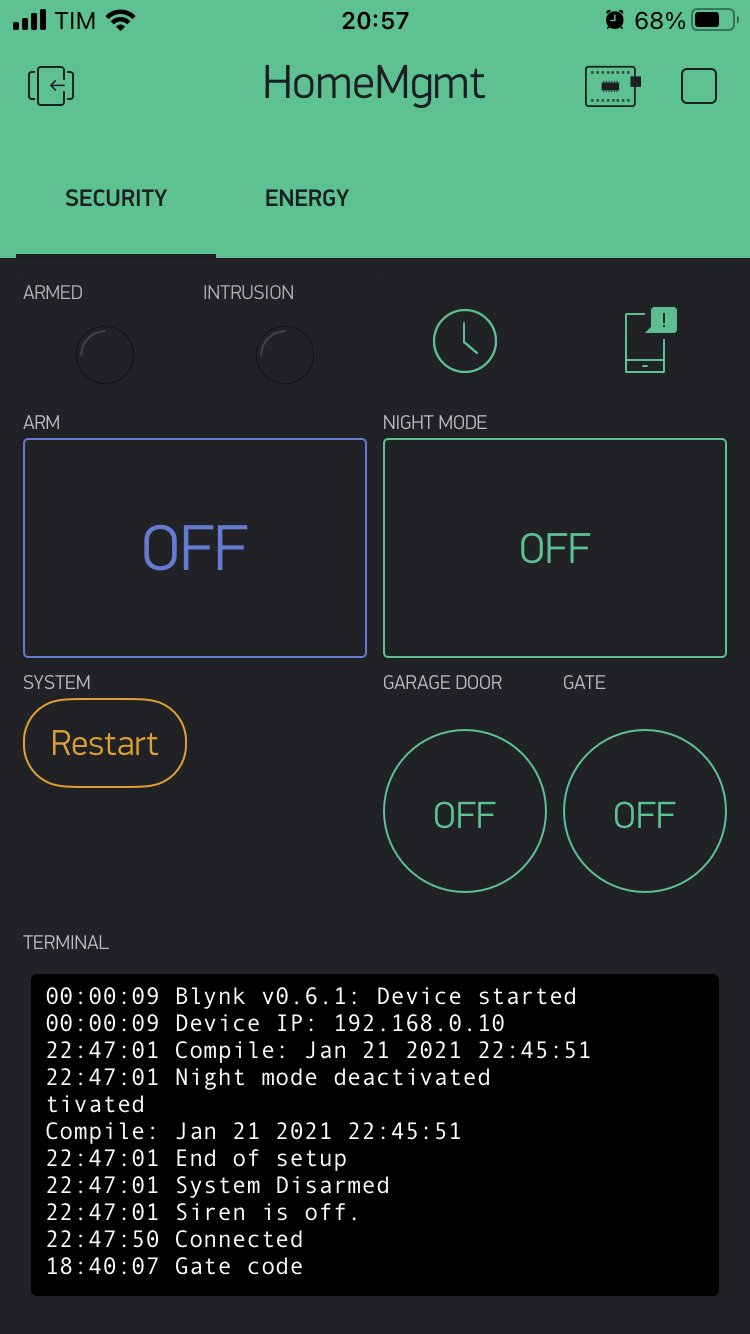 TIM 20:57 68%
HomeMgmt
SECURITY ENERGY
ARMED INTRUSION
!
ARM NIGHT MODE
OFF OFF
SYSTEM GARAGE DOOR GATE
Restart
OFF OFF
TERMINAL
00:00:09 Blynk v0.6.1: Device started
00:00:09 Device IP: 192.168.0.10
22:47:01 Compile: Jan 21 2021 22:45:51
22:47:01 Night mode deactivated
tivated
Compile: Jan 21 2021 22:45:51
22:47:01 End of setup
22:47:01 System Disarmed
22:47:01 Siren is off.
22:47:50 Connected
18:40:07 Gate code